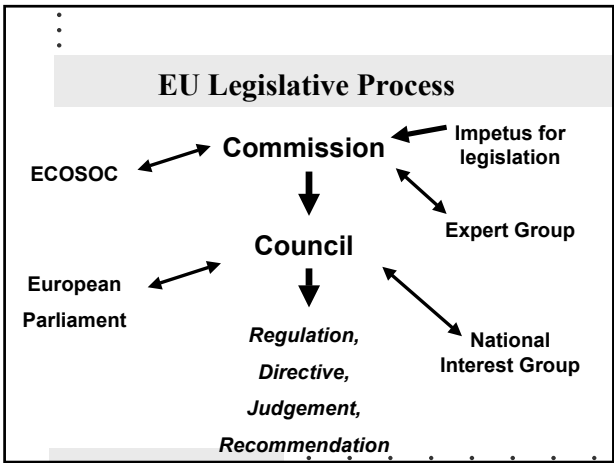 EU Legislative Process
Commission
Impetus for
legislation
ECOSOC
Expert Group
Council
European
Parliament
National
Interest Group
Regulation,
Directive,
Judgement,
Recommendation